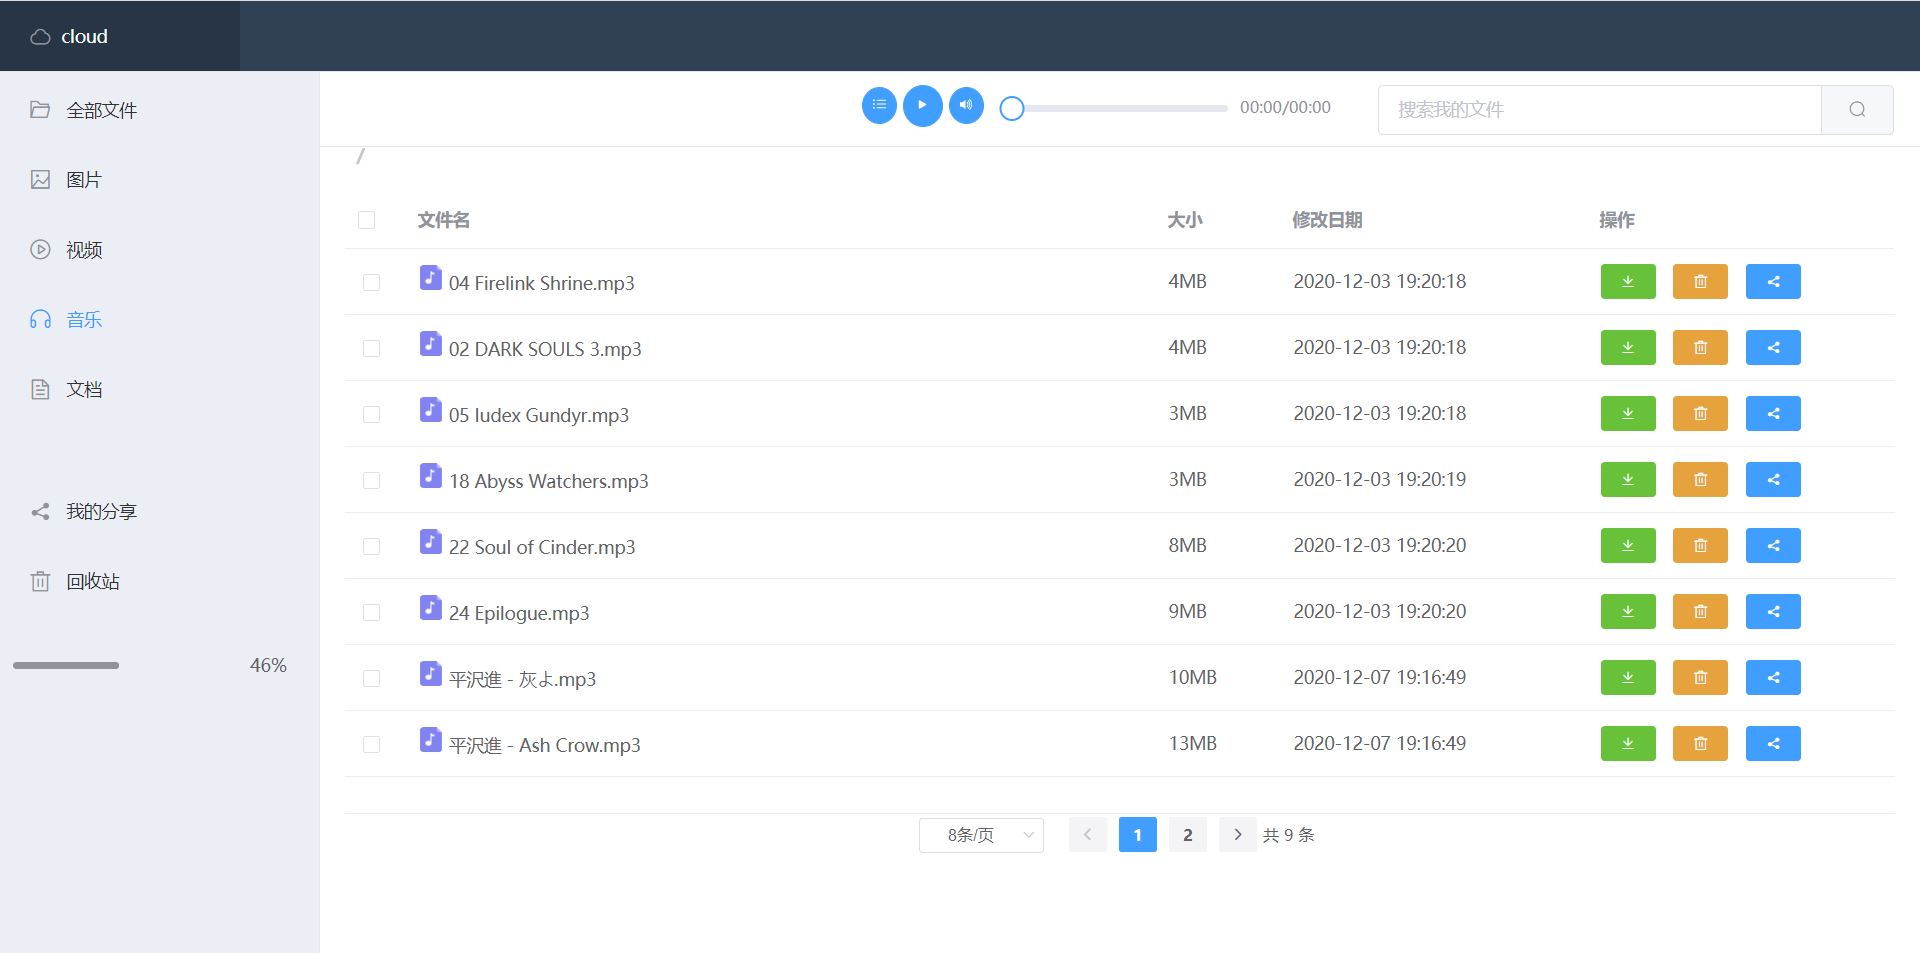 cloud
全部文件
图片
视频
音乐
文档
我的分享
回收站
46%
00:00/00:00
搜索我的文件
/
文件名 大小 修改日期 操作
04 Firelink Shrine.mp3 4MB 2020-12-03 19:20:18
02 DARK SOULS 3.mp3 4MB 2020-12-03 19:20:18
05 Iudex Gundyr.mp3 3MB 2020-12-03 19:20:18
18 Abyss Watchers.mp3 3MB 2020-12-03 19:20:19
22 Soul of Cinder.mp3 8MB 2020-12-03 19:20:20
24 Epilogue.mp3 9MB 2020-12-03 19:20:20
平沢進 - 灰よ.mp3 10MB 2020-12-07 19:16:49
平沢進 - Ash Crow.mp3 13MB 2020-12-07 19:16:49
8条/页 1 2 共 9 条